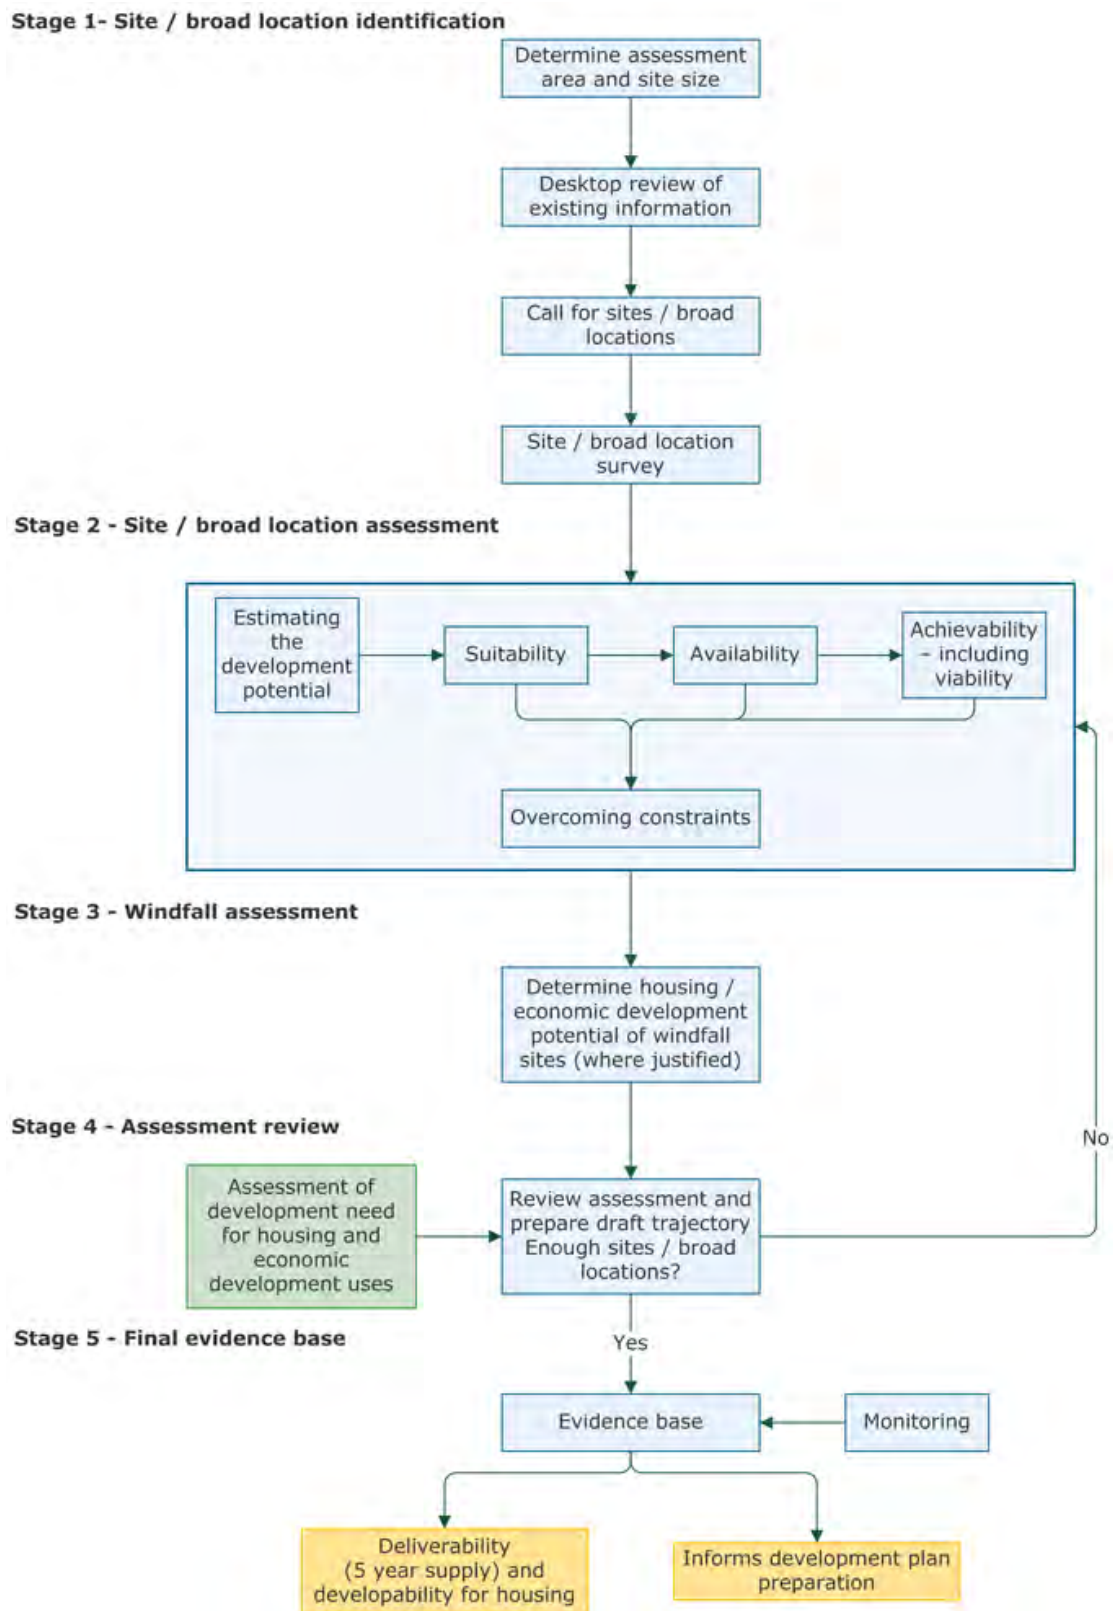 Stage 1- Site / broad location identification
Determine assessment
area and site size
Desktop review of
existing information
Call for sites / broad
locations
Site / broad location
survey
Stage 2 - Site / broad location assessment
Estimating
the
development
potential
Suitability
Availability
Achievability
– including
viability
Overcoming constraints
Stage 3 - Windfall assessment
Determine housing /
economic development
potential of windfall
sites (where justified)
Stage 4 - Assessment review
No
Assessment of
development need
for housing and
economic
development uses
Review assessment and
prepare draft trajectory
Enough sites / broad
locations?
Stage 5 - Final evidence base
Yes
Evidence base
Monitoring
Deliverability
(5 year supply) and
developability for housing
Informs development plan
preparation